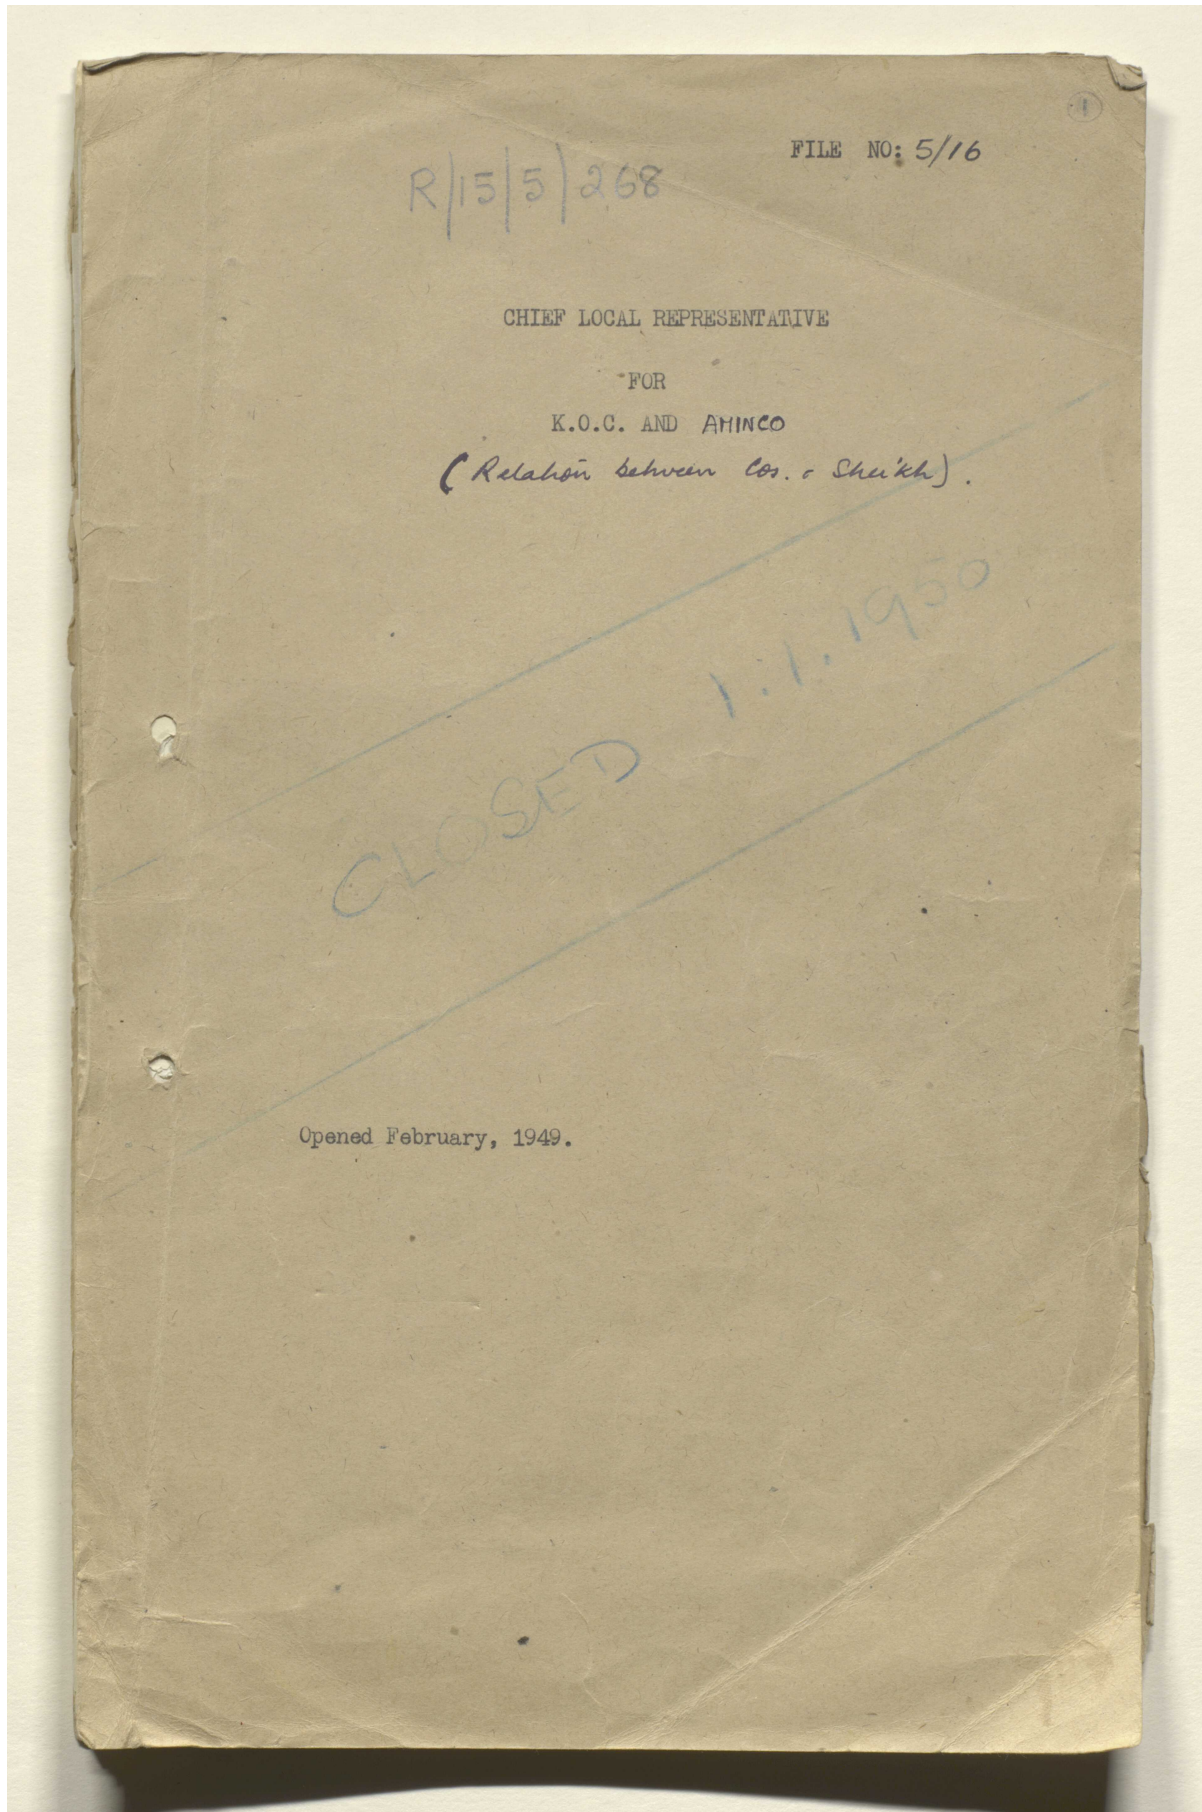 1
FILE NO: 5/16
R/15/5/268
CHIEF LOCAL REPRESENTATIVE
FOR
K.O.C. AND AMINCO
(Relation between Cos. & Sheikh).
CLOSED 1.1.1950
Opened February, 1949.